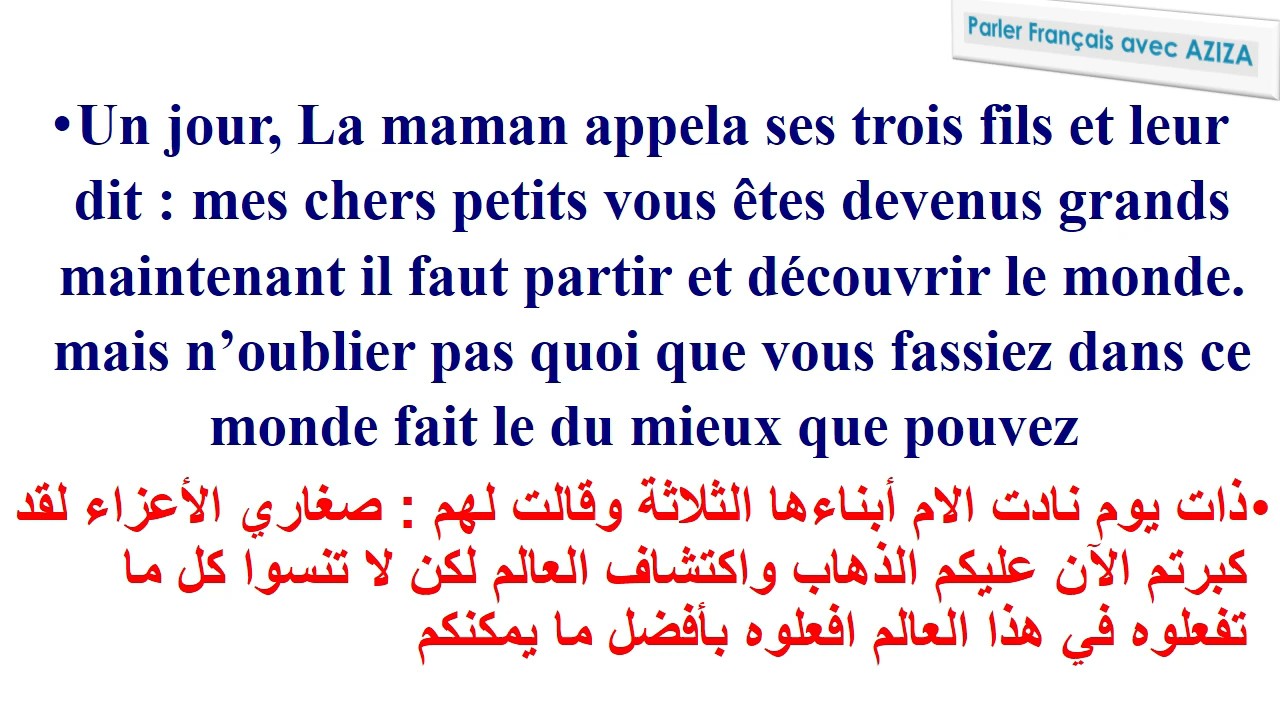 Parler Français avec AZIZA
•Un jour, La maman appela ses trois fils et leur
dit : mes chers petits vous êtes devenus grands
maintenant il faut partir et découvrir le monde.
mais n’oublier pas quoi que vous fassiez dans ce
monde fait le du mieux que pouvez
•ذات يوم نادت الام أبناءها الثلاثة وقالت لهم : صغاري الأعزاء لقد
كبرتم الآن عليكم الذهاب واكتشاف العالم لكن لا تنسوا كل ما
تفعلوه في هذا العالم افعلوه بأفضل ما يمكنكم